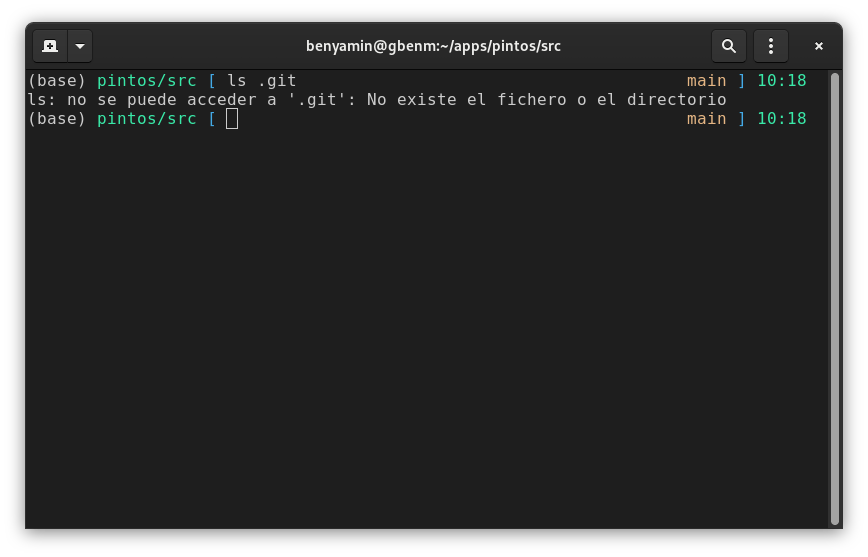 benyamin@gbenm:~/apps/pintos/src
(base) pintos/src [ ls .git main ] 10:18
ls: no se puede acceder a '.git': No existe el fichero o el directorio
(base) pintos/src [ main ] 10:18